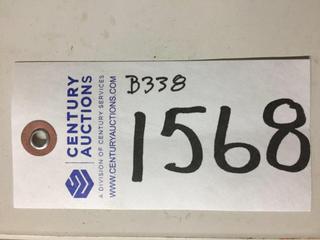 CENTURY
AUCTIONS
A DIVISION OF CENTURY SERVICES
WWW.CENTURYAUCTIONS.COM
B338
1568